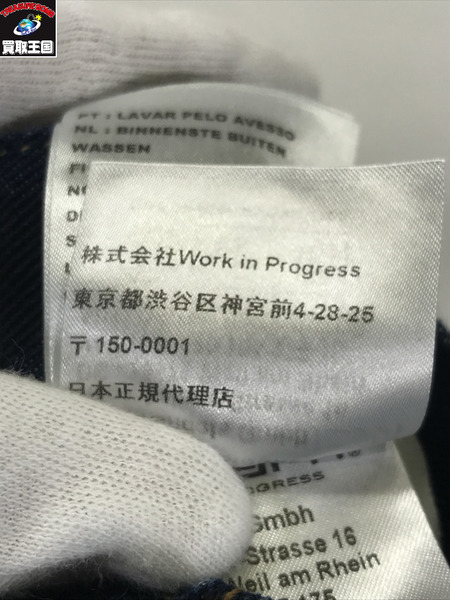 買取王国
PT : LAVAR PELO AVESSO
NL : BINNENSTE BUITEN
WASSEN
株式会社Work in Progress
東京都渋谷区神宮前4-28-25
〒150-0001
日本正規代理店
Gmbh
Strasse 16
Weil am Rhein